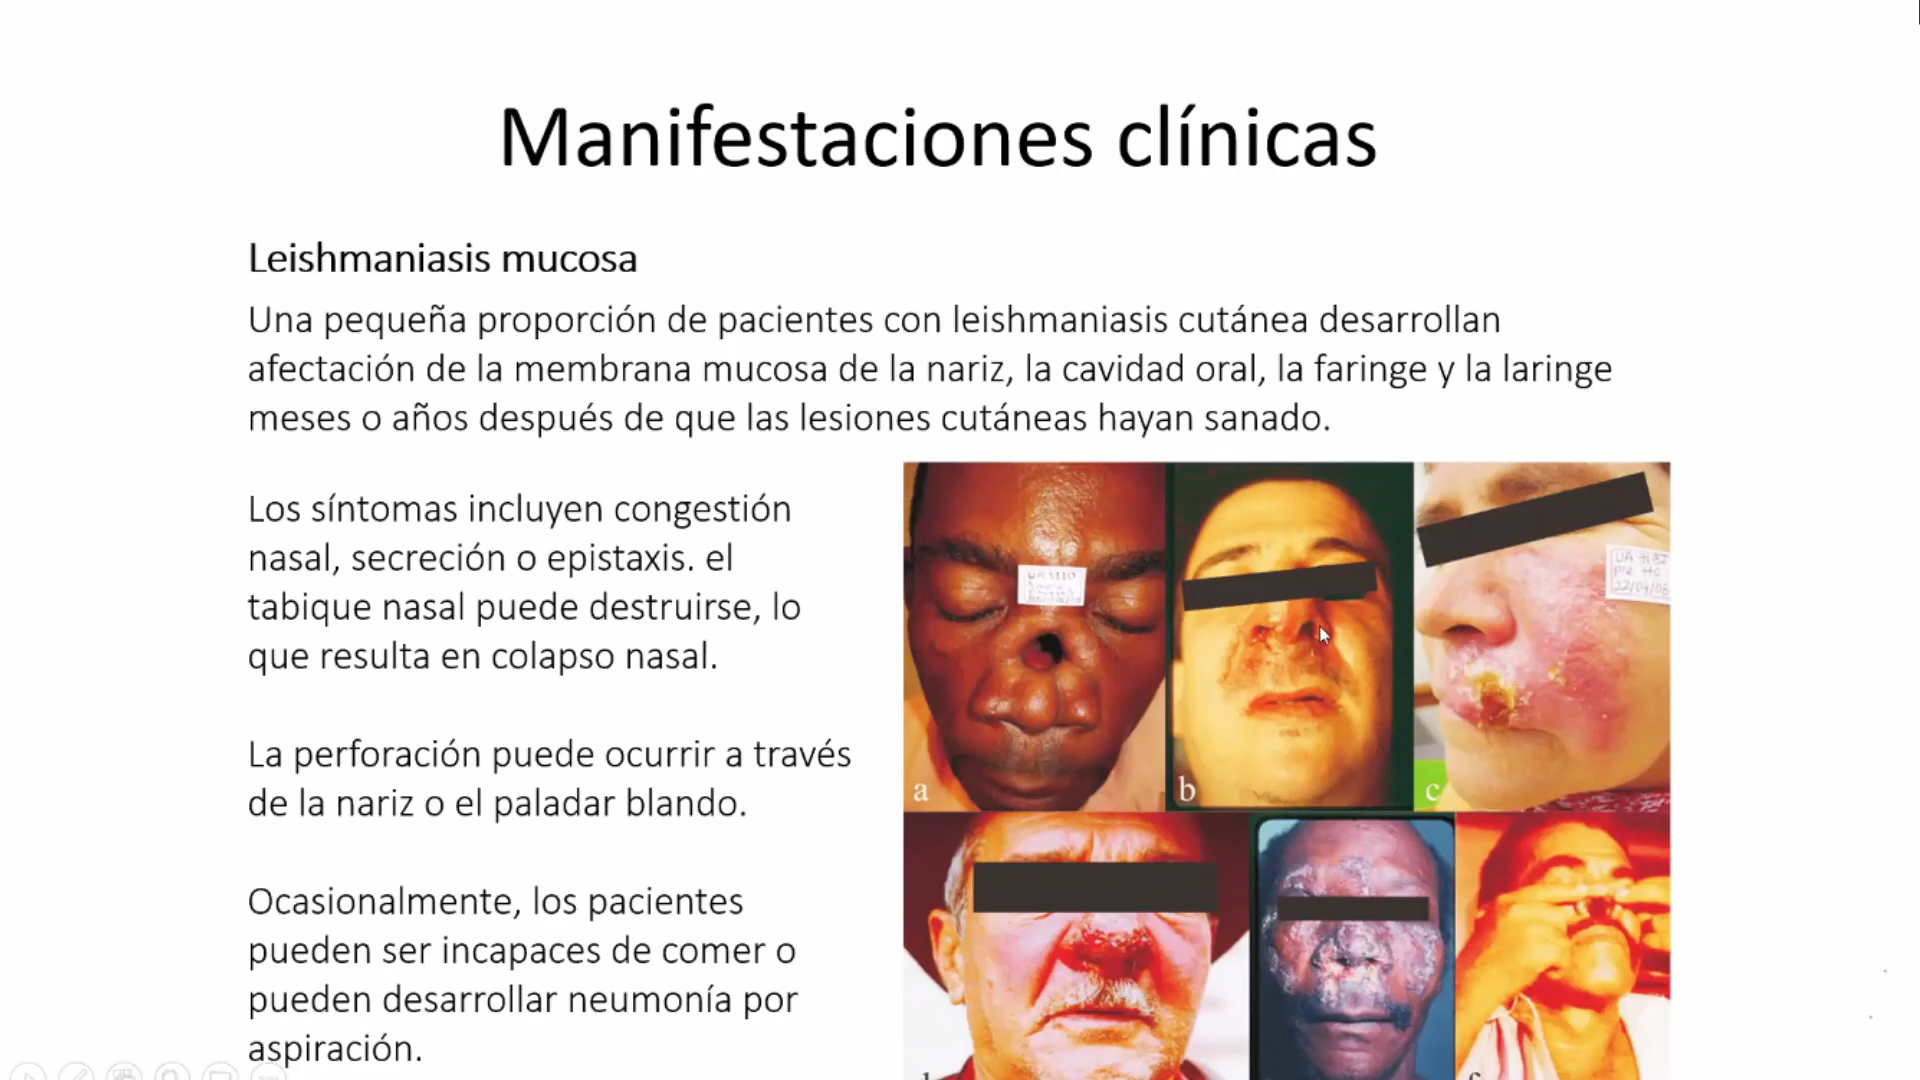 Manifestaciones clínicas
Leishmaniasis mucosa
Una pequeña proporción de pacientes con leishmaniasis cutánea desarrollan
afectación de la membrana mucosa de la nariz, la cavidad oral, la faringe y la laringe
meses o años después de que las lesiones cutáneas hayan sanado.
Los síntomas incluyen congestión
nasal, secreción o epistaxis. el
tabique nasal puede destruirse, lo
que resulta en colapso nasal.
La perforación puede ocurrir a través
de la nariz o el paladar blando.
Ocasionalmente, los pacientes
pueden ser incapaces de comer o
pueden desarrollar neumonía por
aspiración.
a
b
c
22/04/06